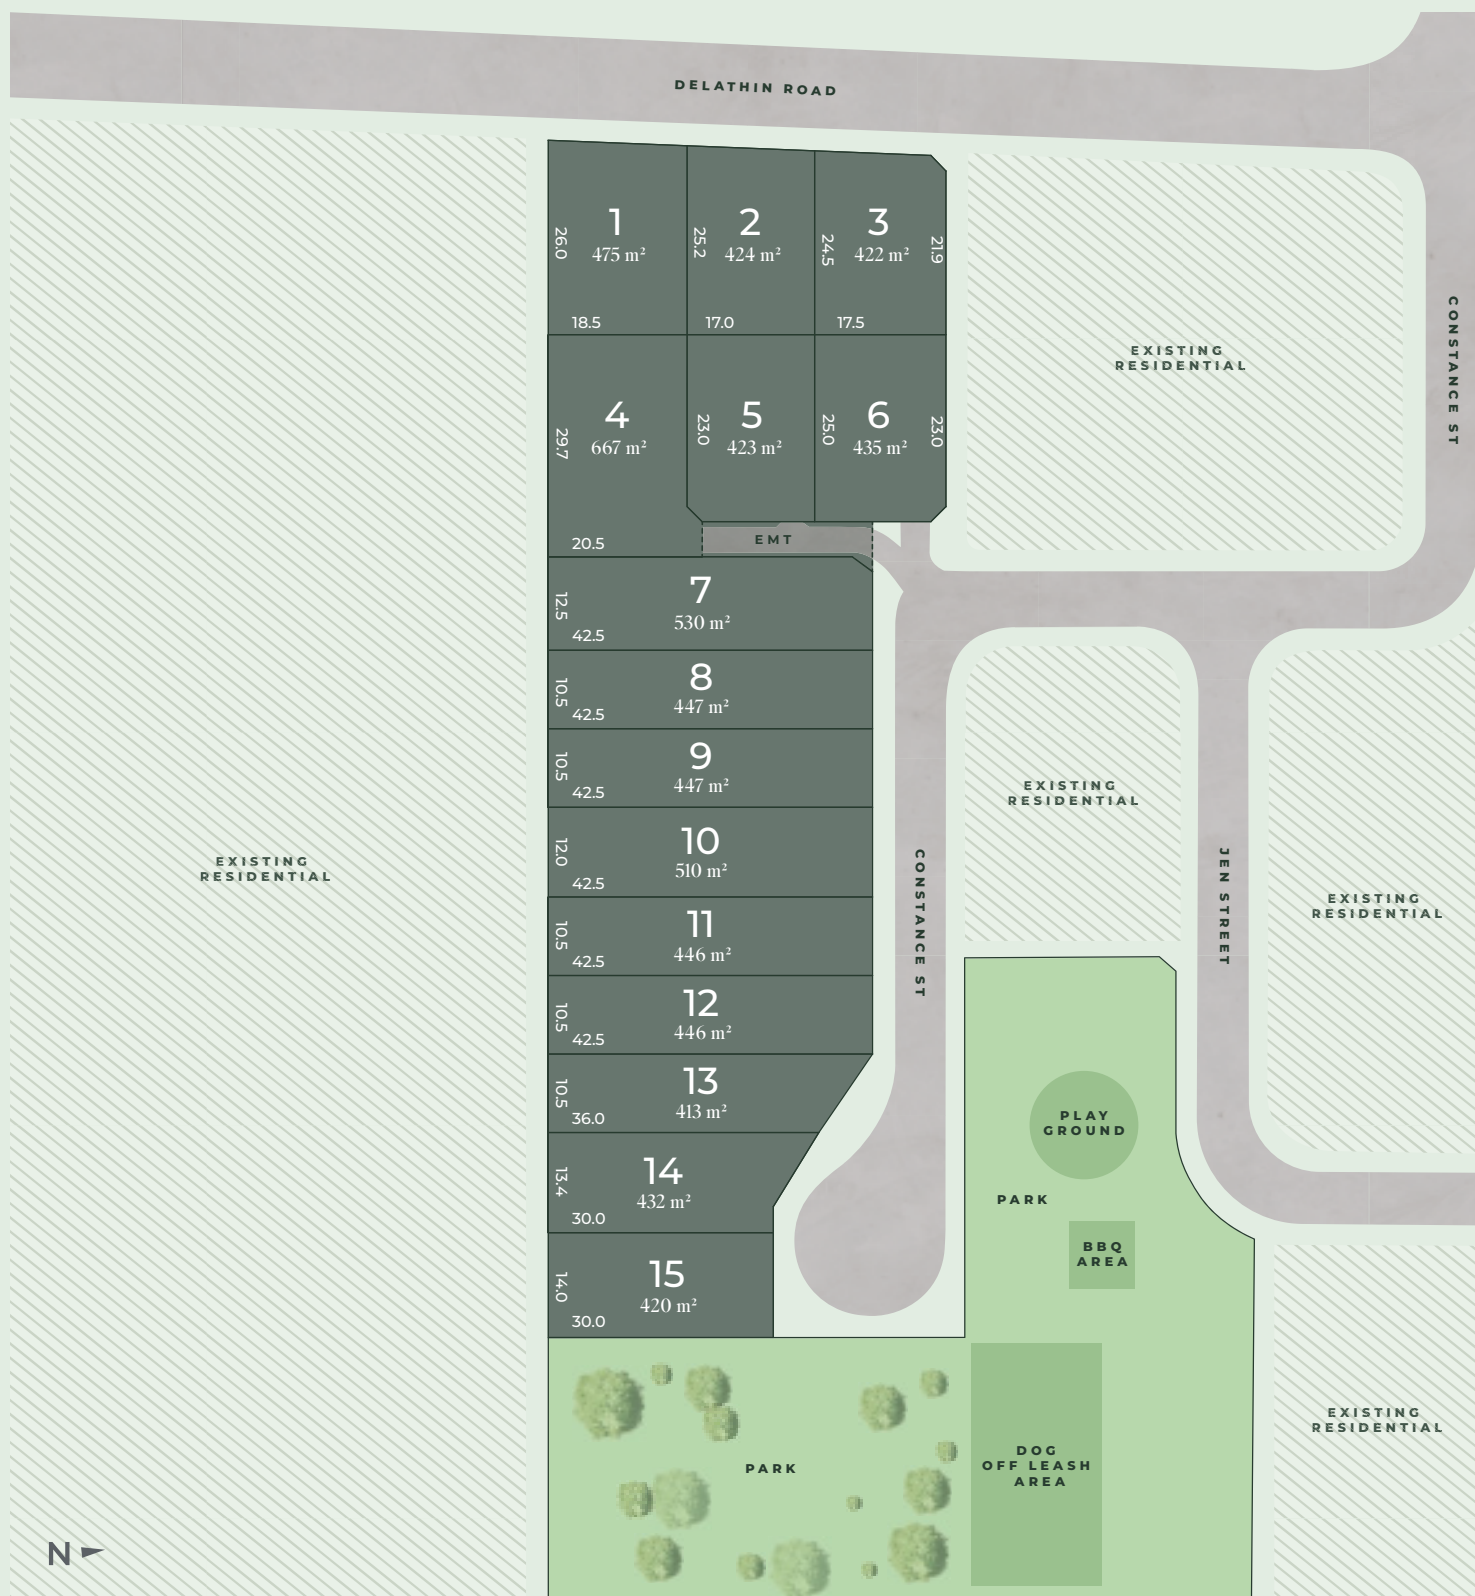 DELATHIN ROAD
1
475 m²
26.0
18.5
2
424 m²
25.2
17.0
3
422 m²
24.5
21.9
17.5
EXISTING
RESIDENTIAL
CONSTANCE ST
4
667 m²
29.7
20.5
5
423 m²
23.0
6
435 m²
25.0
23.0
EMT
7
530 m²
12.5
42.5
8
447 m²
10.5
42.5
9
447 m²
10.5
42.5
EXISTING
RESIDENTIAL
10
510 m²
12.0
42.5
EXISTING
RESIDENTIAL
CONSTANCE ST
JEN STREET
EXISTING
RESIDENTIAL
11
446 m²
10.5
42.5
12
446 m²
10.5
42.5
13
413 m²
10.5
36.0
PLAY
GROUND
14
432 m²
13.4
30.0
PARK
BBQ
AREA
15
420 m²
14.0
30.0
EXISTING
RESIDENTIAL
PARK
DOG
OFF LEASH
AREA
N